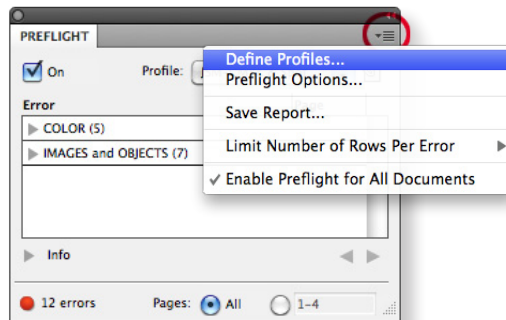 PREFLIGHT
On
Profile:
Define Profiles...
Preflight Options...
Save Report...
Limit Number of Rows Per Error
Enable Preflight for All Documents
Error
COLOR (5)
IMAGES and OBJECTS (7)
Info
12 errors
Pages:
All
1-4